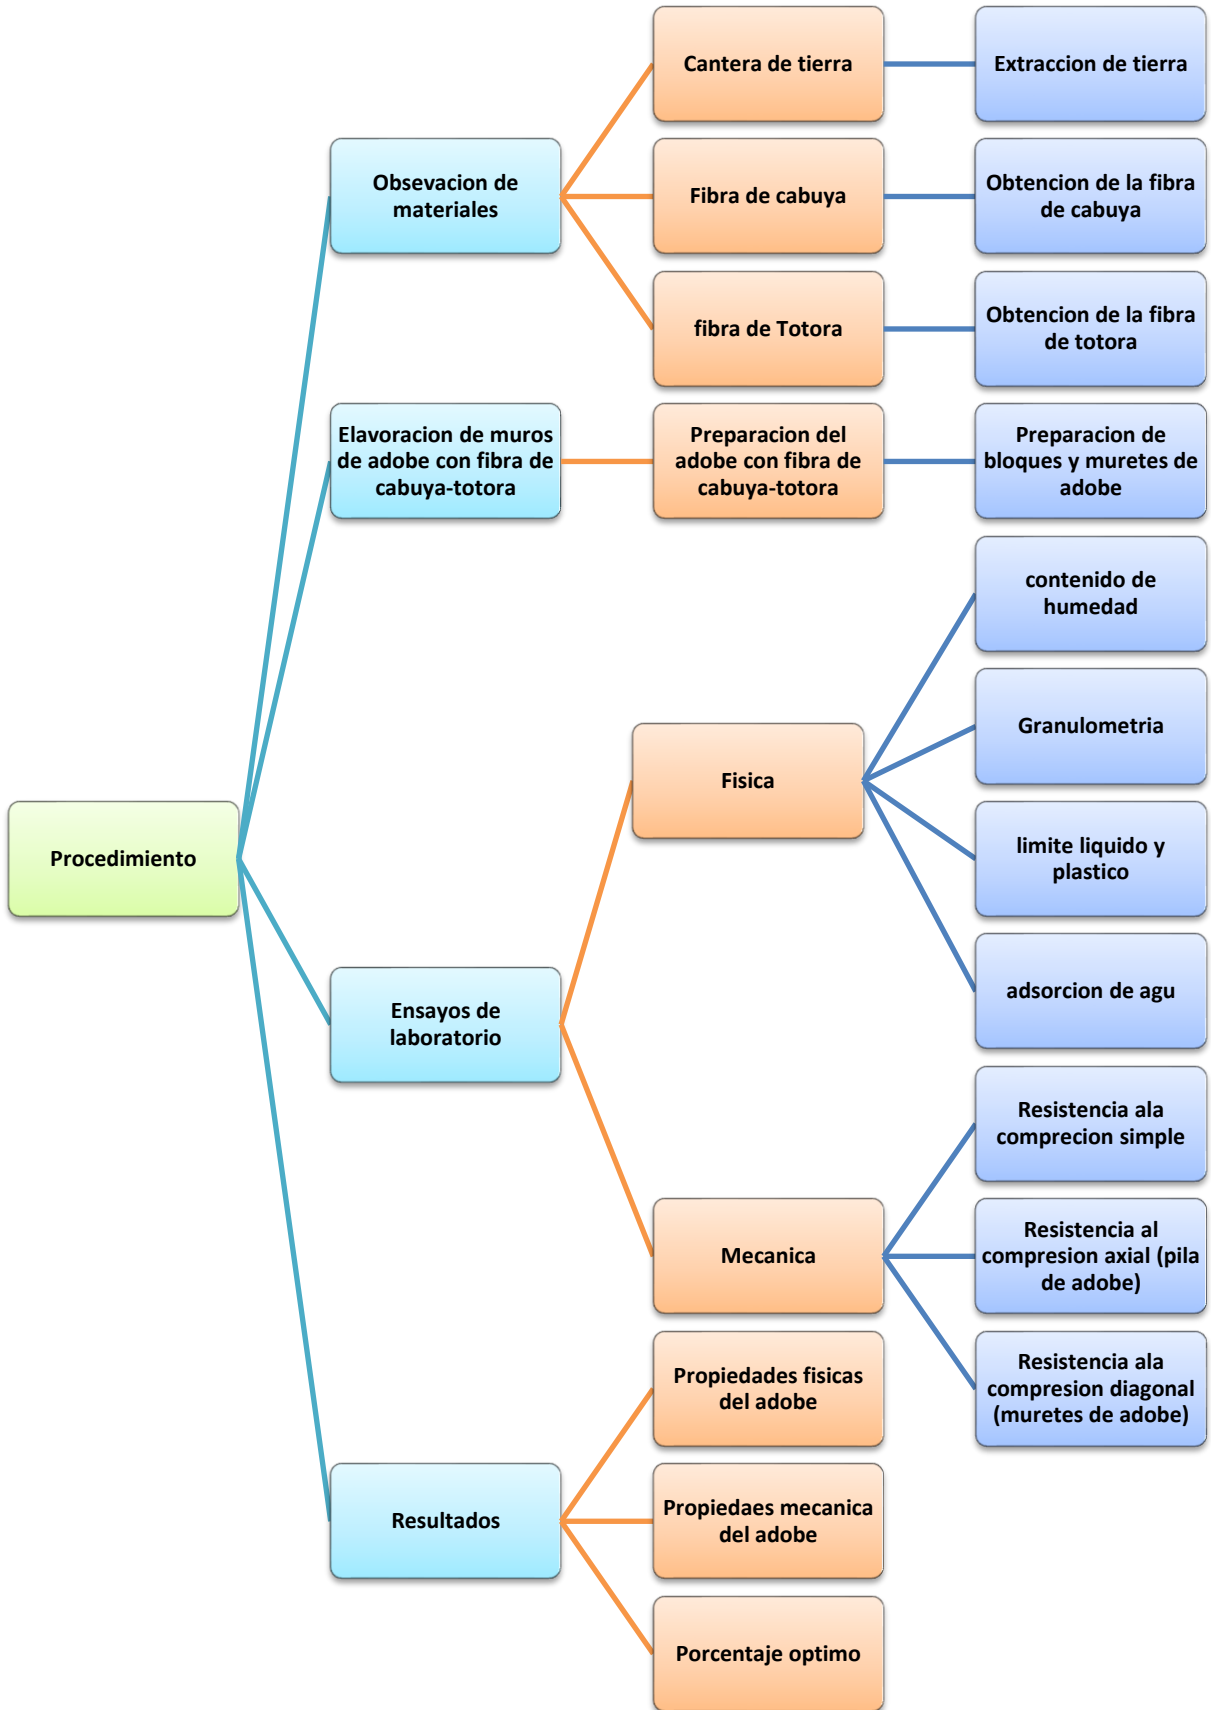 Procedimiento
Obsevacion de
materiales
Cantera de tierra
Extraccion de tierra
Fibra de cabuya
Obtencion de la fibra
de cabuya
fibra de Totora
Obtencion de la fibra
de totora
Elavoracion de muros
de adobe con fibra de
cabuya-totora
Preparacion del
adobe con fibra de
cabuya-totora
Preparacion de
bloques y muretes de
adobe
Ensayos de
laboratorio
Fisica
contenido de
humedad
Granulometria
limite liquido y
plastico
adsorcion de agu
Mecanica
Resistencia ala
comprecion simple
Resistencia al
compresion axial (pila
de adobe)
Resistencia ala
compresion diagonal
(muretes de adobe)
Resultados
Propiedades fisicas
del adobe
Propiedaes mecanica
del adobe
Porcentaje optimo